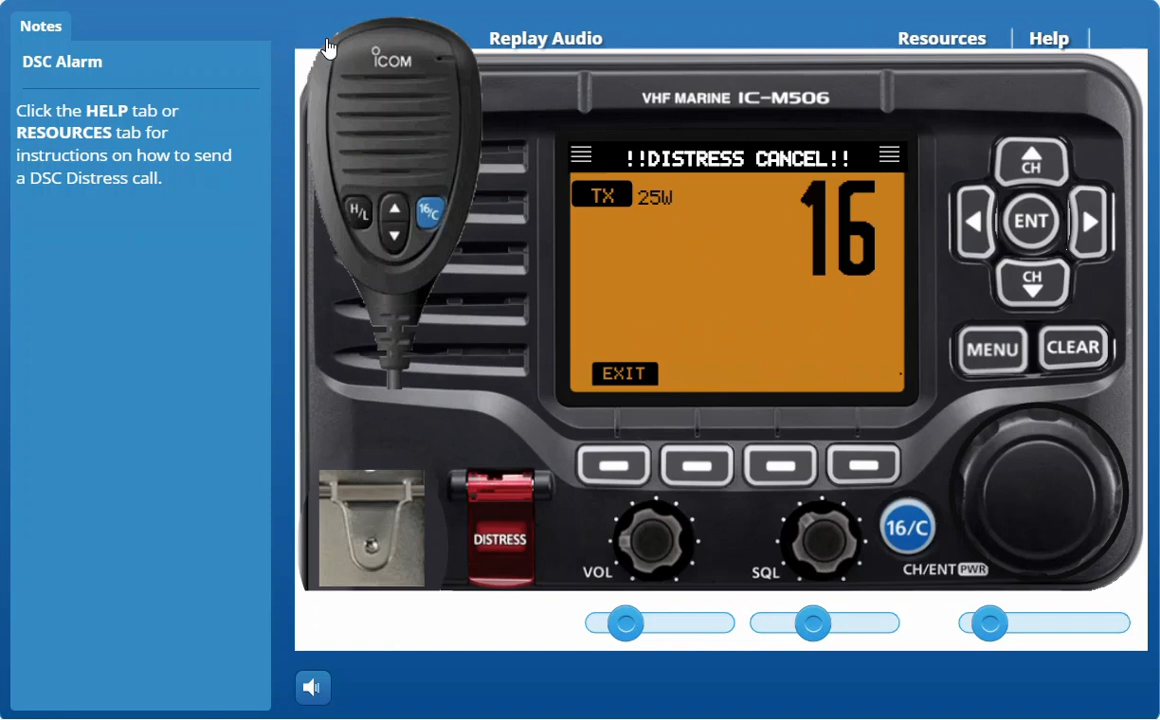 Notes
DSC Alarm
Click the HELP tab or
RESOURCES tab for
instructions on how to send
a DSC Distress call.
Replay Audio
Resources
Help
ICOM
H/L
16/C
VHF MARINE IC-M506
!!DISTRESS CANCEL!!
TX 25W
16
EXIT
CH
ENT
CH
MENU
CLEAR
DISTRESS
VOL
SQL
16/C
CH/ENT PWR